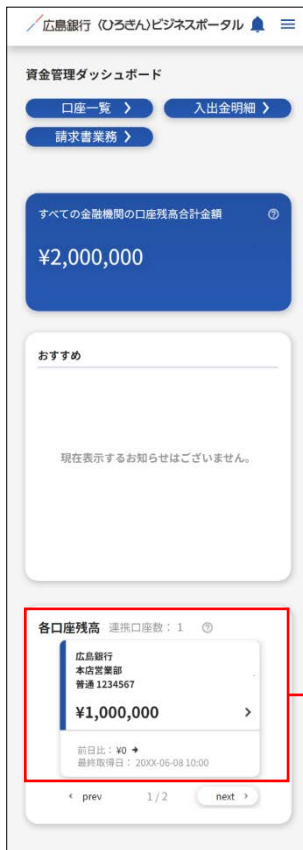 広島銀行〈ひろぎん〉ビジネスポータル
資金管理ダッシュボード
口座一覧 入出金明細
請求書業務
すべての金融機関の口座残高合計金額
¥2,000,000
おすすめ
現在表示するお知らせはございません。
各口座残高 連携口座数：1
広島銀行
本店営業部
普通 1234567
¥1,000,000
前日比：¥0 ➔
最終取得日：20XX-06-08 10:00
prev 1 / 2 next